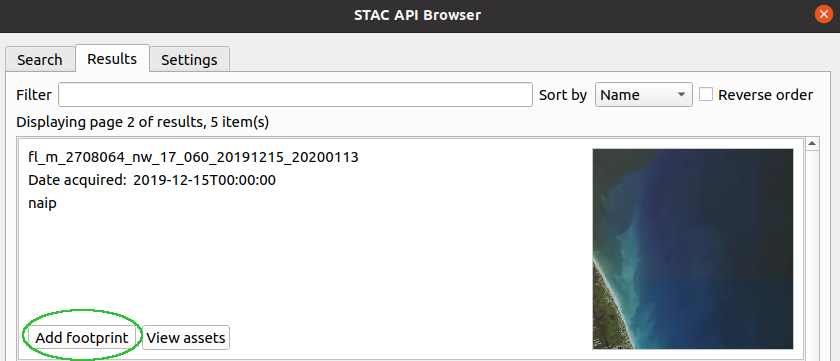 STAC API Browser
Search Results Settings
Filter Sort by Name Reverse order
Displaying page 2 of results, 5 item(s)
fl_m_2708064_nw_17_060_20191215_20200113
Date acquired: 2019-12-15T00:00:00
naip
Add footprint View assets